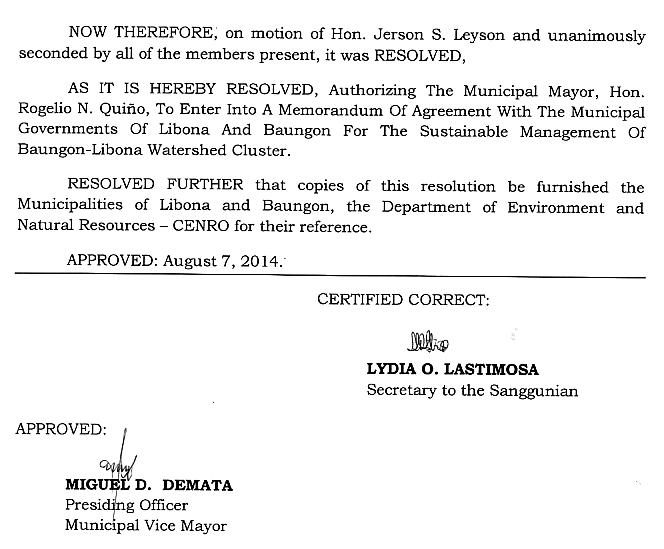 NOW THEREFORE, on motion of Hon. Jerson S. Leyson and unanimously
seconded by all of the members present, it was RESOLVED,
AS IT IS HEREBY RESOLVED, Authorizing The Municipal Mayor, Hon.
Rogelio N. Quiño, To Enter Into A Memorandum Of Agreement With The Municipal
Governments Of Libona And Baungon For The Sustainable Management Of
Baungon-Libona Watershed Cluster.
RESOLVED FURTHER that copies of this resolution be furnished the
Municipalities of Libona and Baungon, the Department of Environment and
Natural Resources – CENRO for their reference.
APPROVED: August 7, 2014.
CERTIFIED CORRECT:
LYDIA O. LASTIMOSA
Secretary to the Sanggunian
APPROVED:
MIGUEL D. DEMATA
Presiding Officer
Municipal Vice Mayor